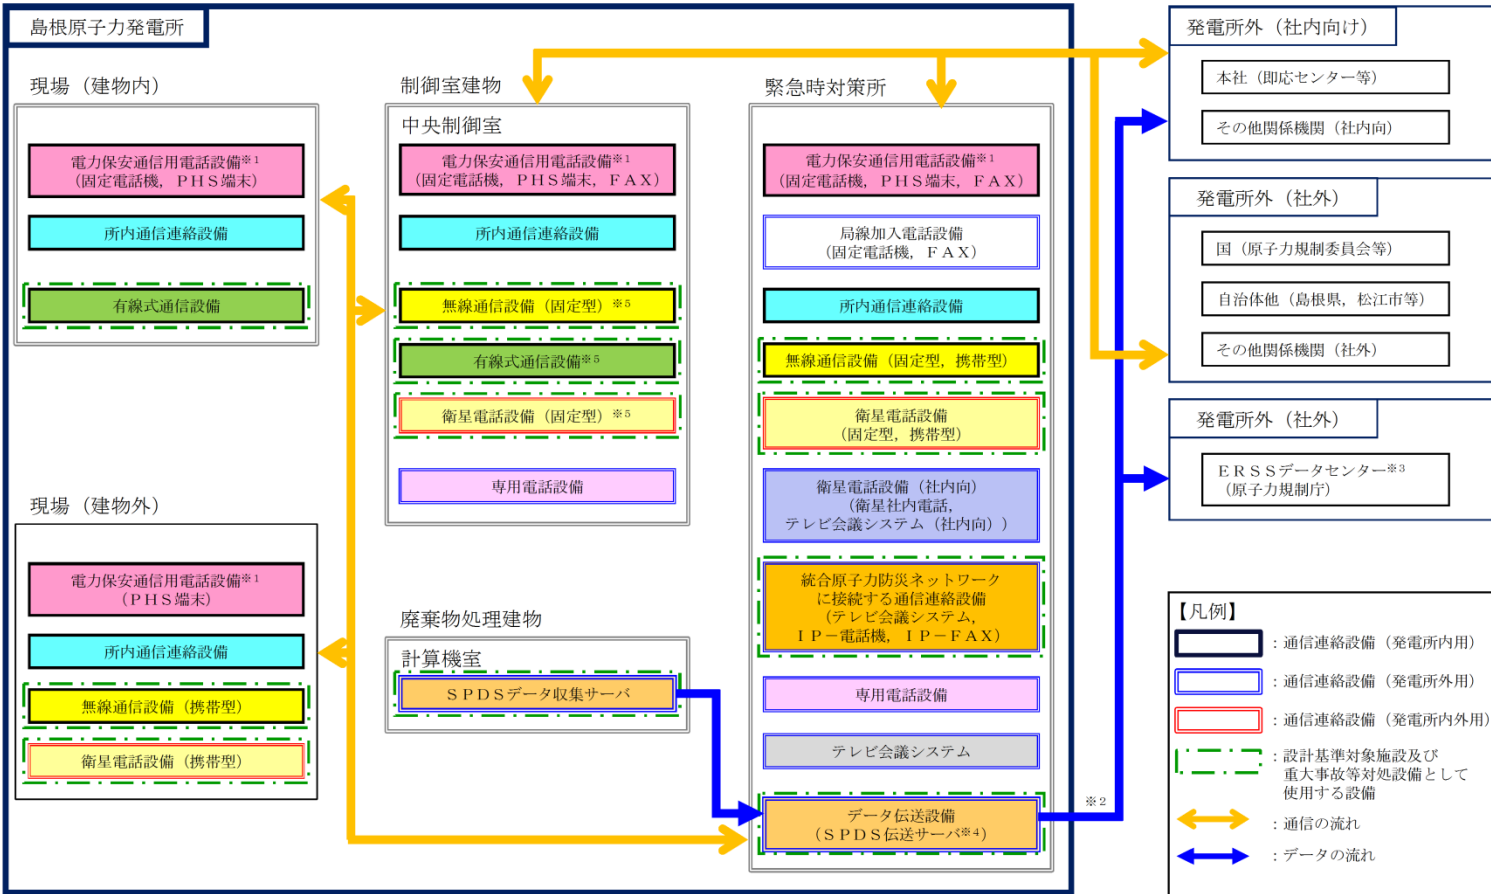 島根原子力発電所
現場（建物内）
電力保安通信用電話設備※1
（固定電話機，ＰＨＳ端末）
所内通信連絡設備
有線式通信設備
現場（建物外）
電力保安通信用電話設備※1
（ＰＨＳ端末）
所内通信連絡設備
無線通信設備（携帯型）
衛星電話設備（携帯型）
制御室建物
中央制御室
電力保安通信用電話設備※1
（固定電話機，ＰＨＳ端末，ＦＡＸ）
所内通信連絡設備
無線通信設備（固定型）※5
有線式通信設備※5
衛星電話設備（固定型）※5
専用電話設備
廃棄物処理建物
計算機室
ＳＰＤＳデータ収集サーバ
緊急時対策所
電力保安通信用電話設備※1
（固定電話機，ＰＨＳ端末，ＦＡＸ）
局線加入電話設備
（固定電話機，ＦＡＸ）
所内通信連絡設備
無線通信設備（固定型，携帯型）
衛星電話設備
（固定型，携帯型）
衛星電話設備（社内向）
（衛星社内電話，
テレビ会議システム（社内向））
統合原子力防災ネットワーク
に接続する通信連絡設備
（テレビ会議システム，
ＩＰ－電話機，ＩＰ－ＦＡＸ）
専用電話設備
テレビ会議システム
データ伝送設備
（ＳＰＤＳ伝送サーバ※4）
※2
発電所外（社内向け）
本社（即応センター等）
その他関係機関（社内向）
発電所外（社外）
国（原子力規制委員会等）
自治体他（島根県，松江市等）
その他関係機関（社外）
発電所外（社外）
ＥＲＳＳデータセンター※3
（原子力規制庁）
【凡例】
：通信連絡設備（発電所内用）
：通信連絡設備（発電所外用）
：通信連絡設備（発電所内外用）
：設計基準対象施設及び
重大事故等対処設備として
使用する設備
：通信の流れ
：データの流れ